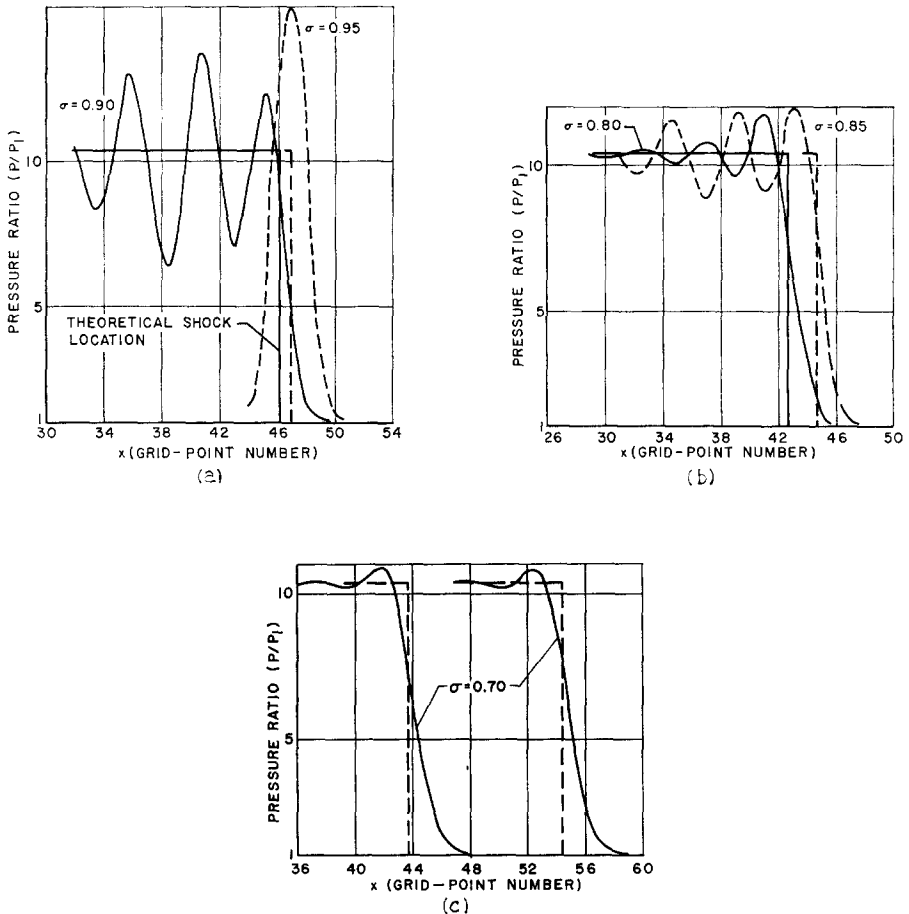 σ=0.95
σ=0.90
10
5
1
PRESSURE RATIO (P/P₁)
THEORETICAL SHOCK
LOCATION
30 34 38 42 46 50 54
x (GRID-POINT NUMBER)
(a)
σ=0.80
σ=0.85
10
5
1
PRESSURE RATIO (P/P₁)
26 30 34 38 42 46 50
x (GRID-POINT NUMBER)
(b)
10
5
1
PRESSURE RATIO (P/P₁)
σ=0.70
36 40 44 48 52 56 60
x (GRID-POINT NUMBER)
(c)